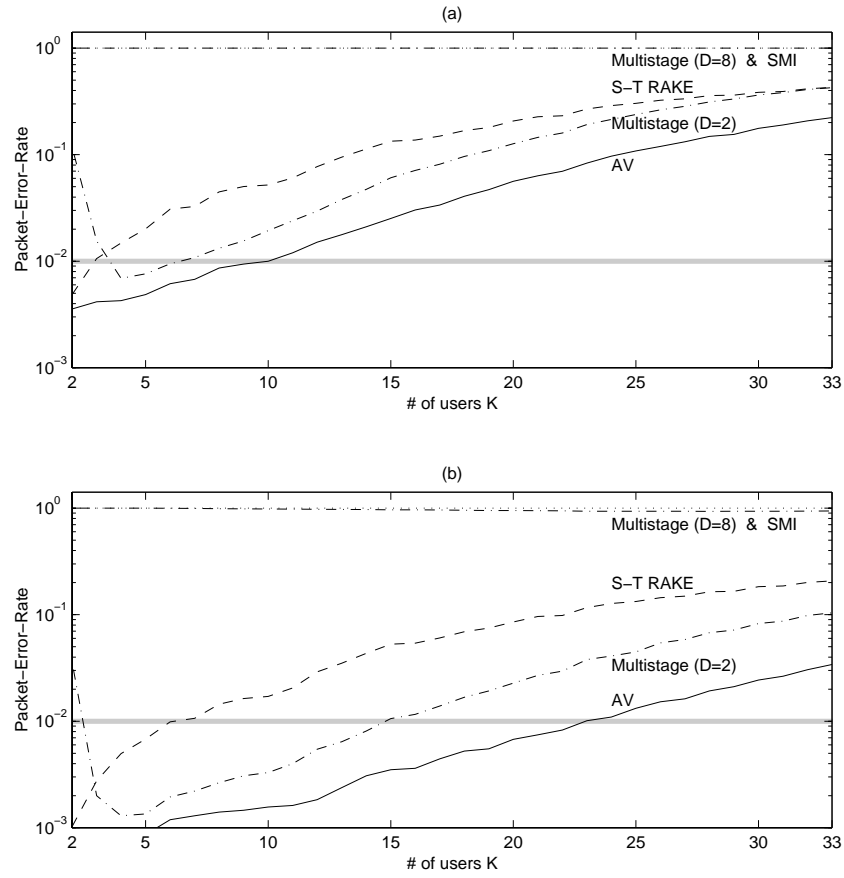 (a)
10^0
Multistage (D=8) & SMI
S-T RAKE
Multistage (D=2)
10^-1
AV
Packet-Error-Rate
10^-2
10^-3
2 5 10 15 20 25 30 33
# of users K
(b)
10^0
Multistage (D=8) & SMI
S-T RAKE
10^-1
Multistage (D=2)
Packet-Error-Rate
AV
10^-2
10^-3
2 5 10 15 20 25 30 33
# of users K